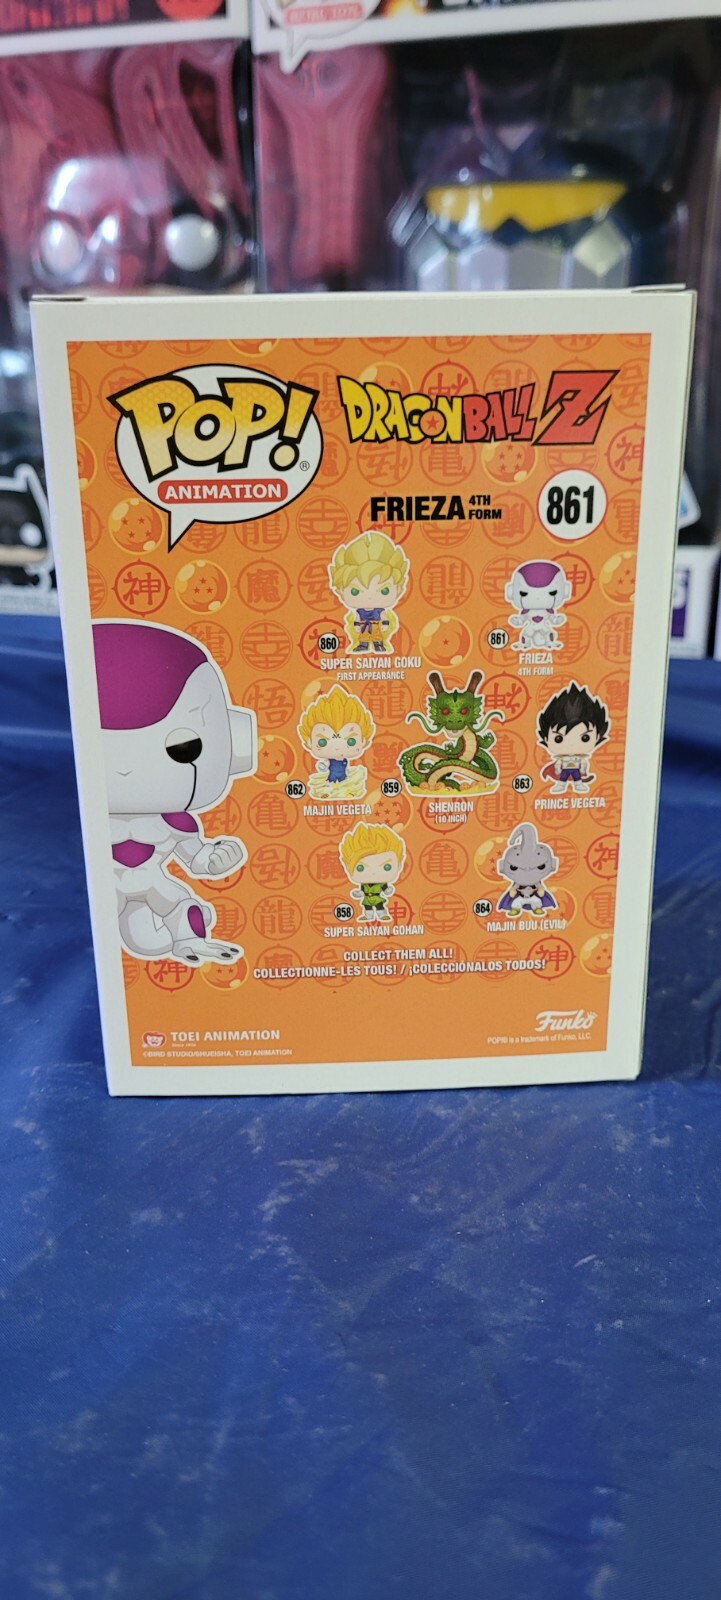 POP!®
ANIMATION
DRAGONBALL Z
FRIEZA 4TH FORM
861
860
SUPER SAIYAN GOKU
FIRST APPEARANCE
861
FRIEZA
4TH FORM
862
MAJIN VEGETA
859
SHENRON
(10 INCH)
863
PRINCE VEGETA
858
SUPER SAIYAN GOHAN
864
MAJIN BUU (EVIL)
COLLECT THEM ALL!
COLLECTIONNE-LES TOUS! / ¡COLECCIÓNALOS TODOS!
TOEI ANIMATION
©BIRD STUDIO/SHUEISHA, TOEI ANIMATION
Funko
POP!® is a trademark of Funko, LLC.